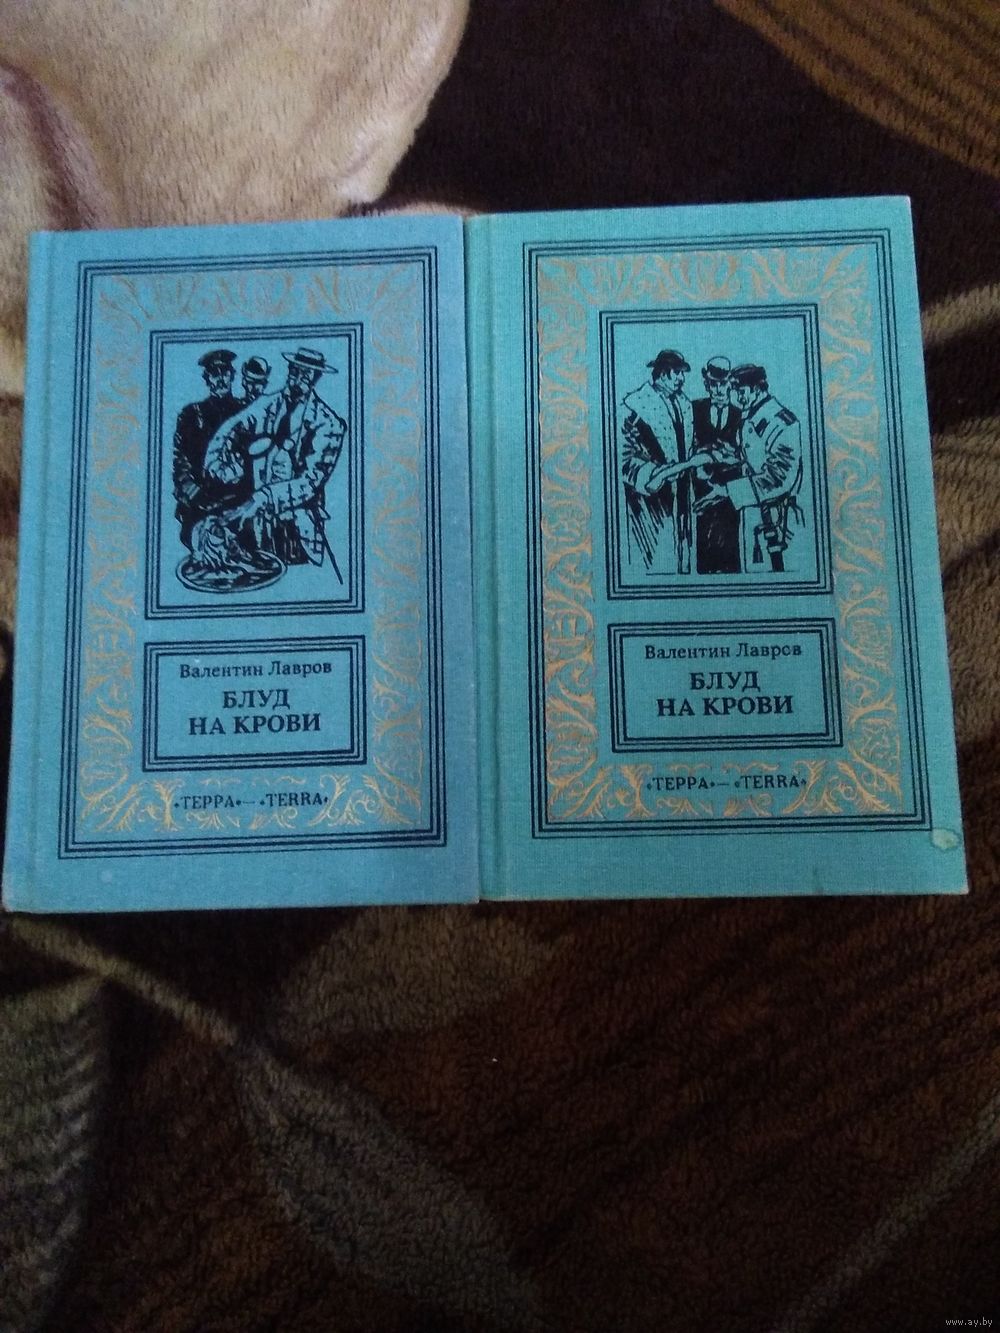 Валентин Лавров
БЛУД
НА КРОВИ
«ТЕРРА»—«TERRA»
Валентин Лавров
БЛУД
НА КРОВИ
«ТЕРРА»—«TERRA»
www.ay.by